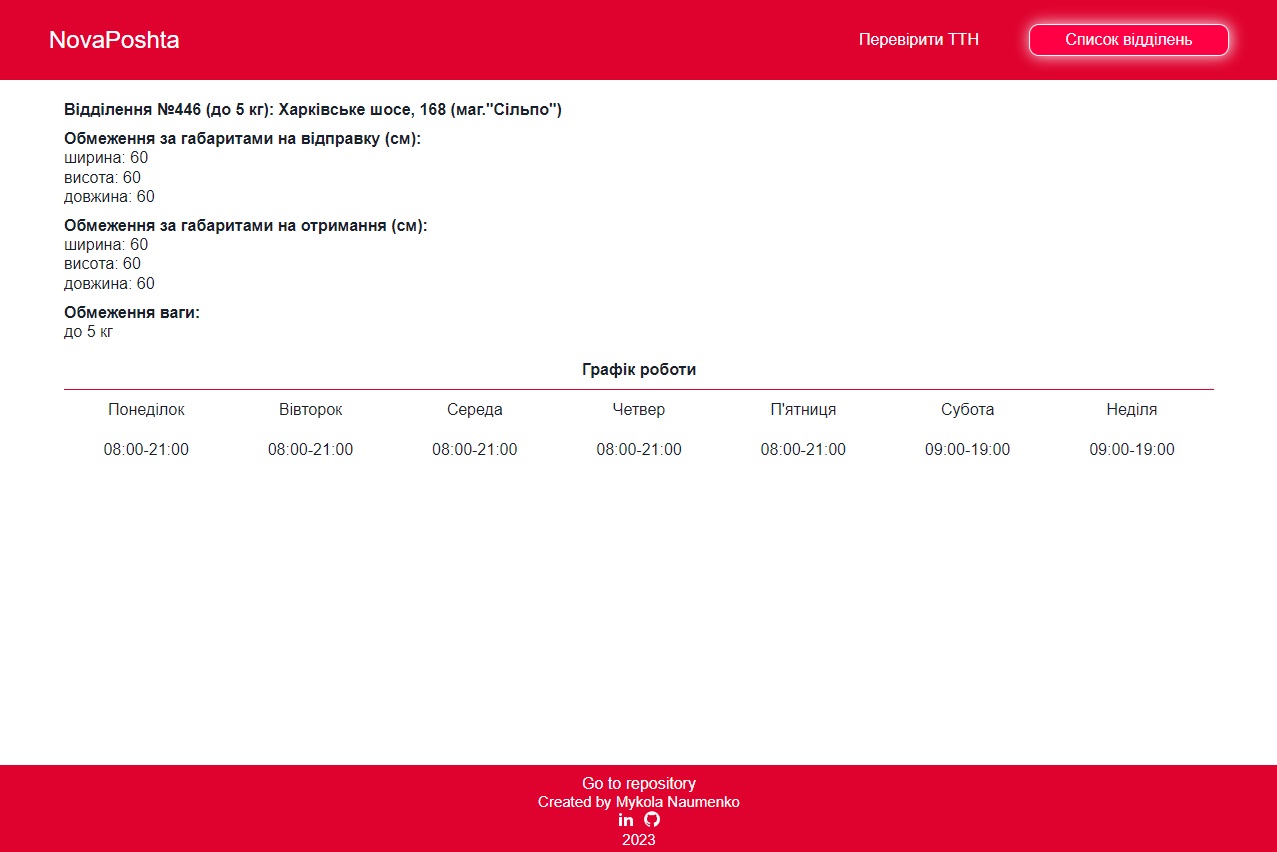 NovaPoshta
Перевірити ТТН
Список відділень
Відділення №446 (до 5 кг): Харківське шосе, 168 (маг."Сільпо")
Обмеження за габаритами на відправку (см):
ширина: 60
висота: 60
довжина: 60
Обмеження за габаритами на отримання (см):
ширина: 60
висота: 60
довжина: 60
Обмеження ваги:
до 5 кг
Графік роботи
Понеділок Вівторок Середа Четвер П'ятниця Субота Неділя
08:00-21:00 08:00-21:00 08:00-21:00 08:00-21:00 08:00-21:00 09:00-19:00 09:00-19:00
Go to repository
Created by Mykola Naumenko
in
2023